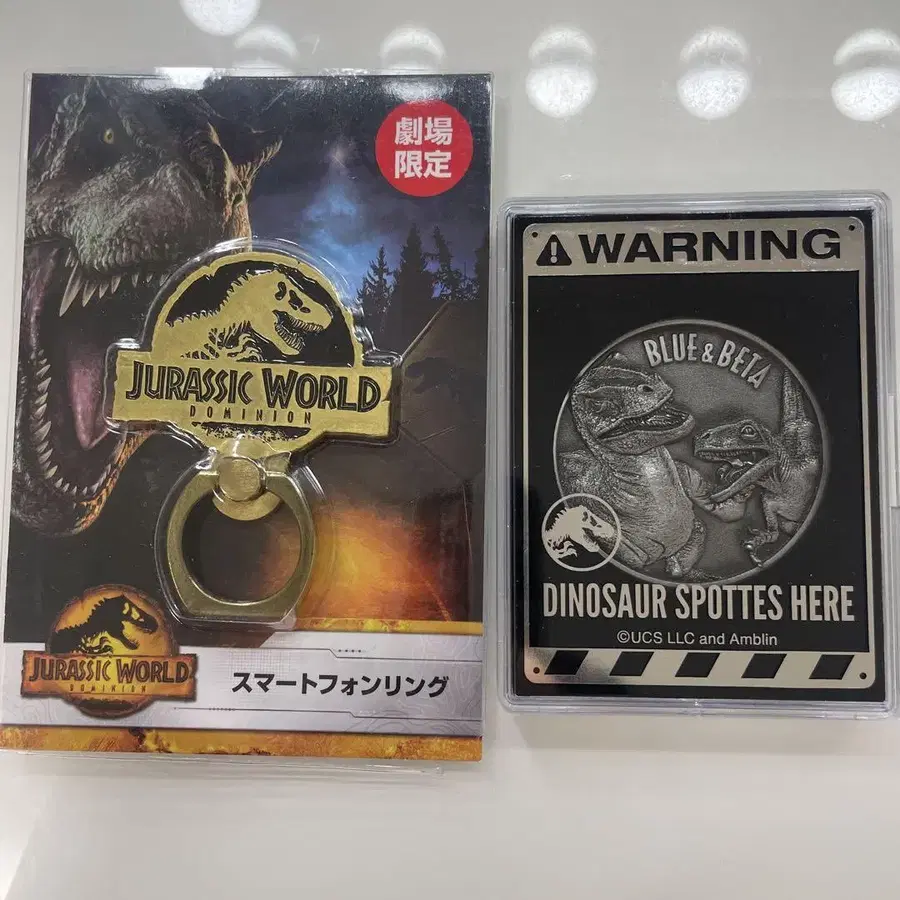 劇場
限定
JURASSIC WORLD
DOMINION
JURASSIC WORLD
DOMINION
スマートフォンリング
WARNING
BLUE & BETA
DINOSAUR SPOTTES HERE
©UCS LLC and Amblin